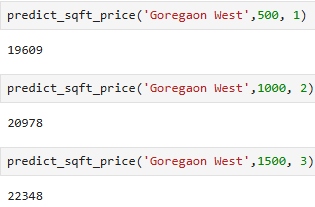 predict_sqft_price('Goregaon West',500, 1)
19609
predict_sqft_price('Goregaon West',1000, 2)
20978
predict_sqft_price('Goregaon West',1500, 3)
22348